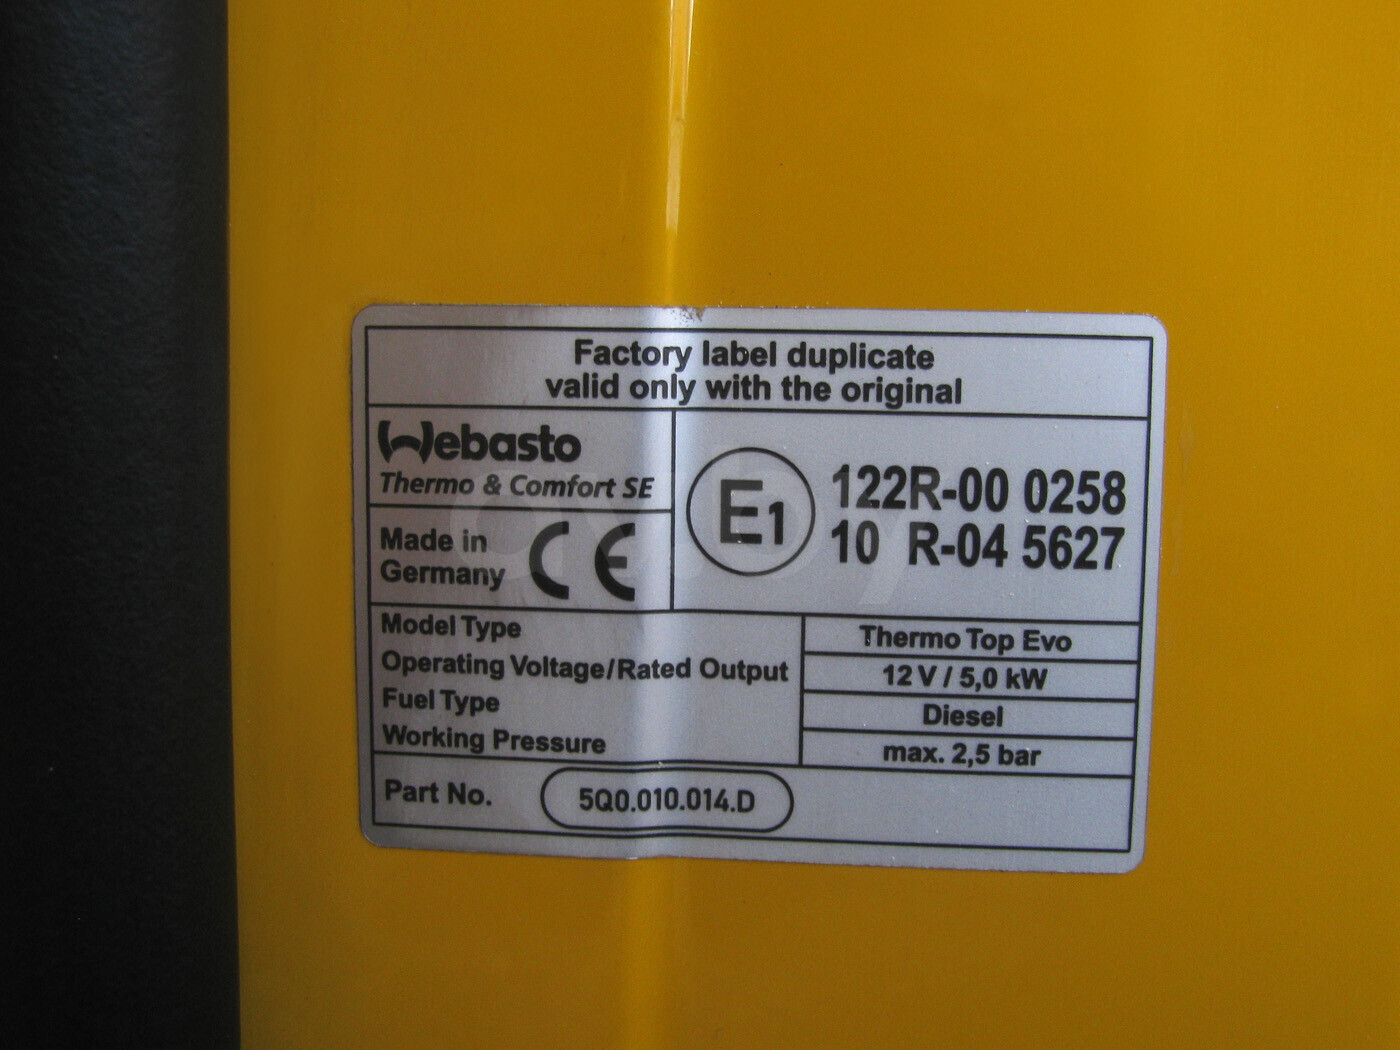 Factory label duplicate
valid only with the original
Webasto
Thermo & Comfort SE
Made in
Germany
CE
E1
122R-00 0258
10 R-04 5627
Model Type
Thermo Top Evo
Operating Voltage/Rated Output
12 V / 5,0 kW
Fuel Type
Diesel
Working Pressure
max. 2,5 bar
Part No.
5Q0.010.014.D
av.by